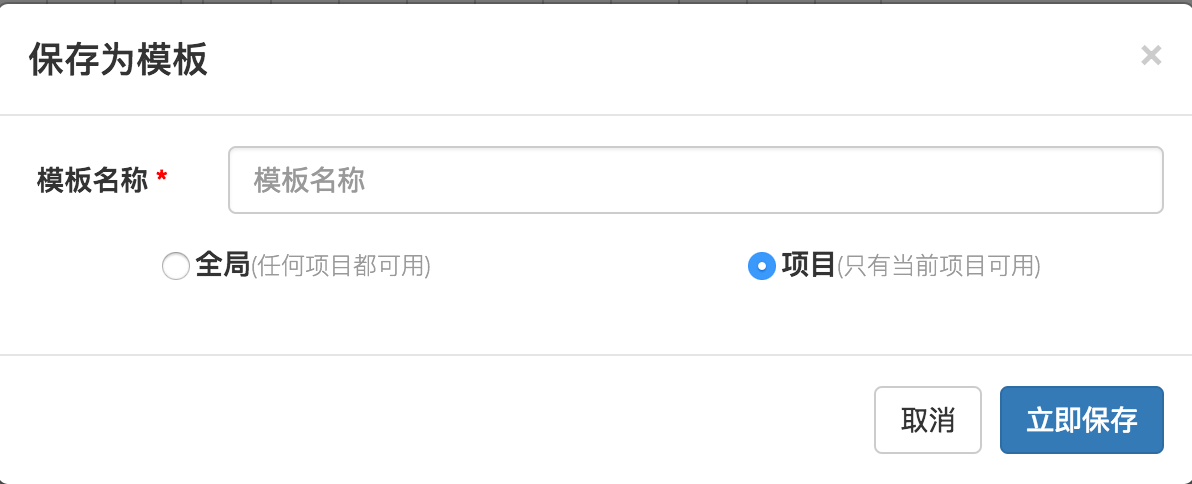 保存为模板
×
模板名称 *
模板名称
全局(任何项目都可用)
项目(只有当前项目可用)
取消
立即保存